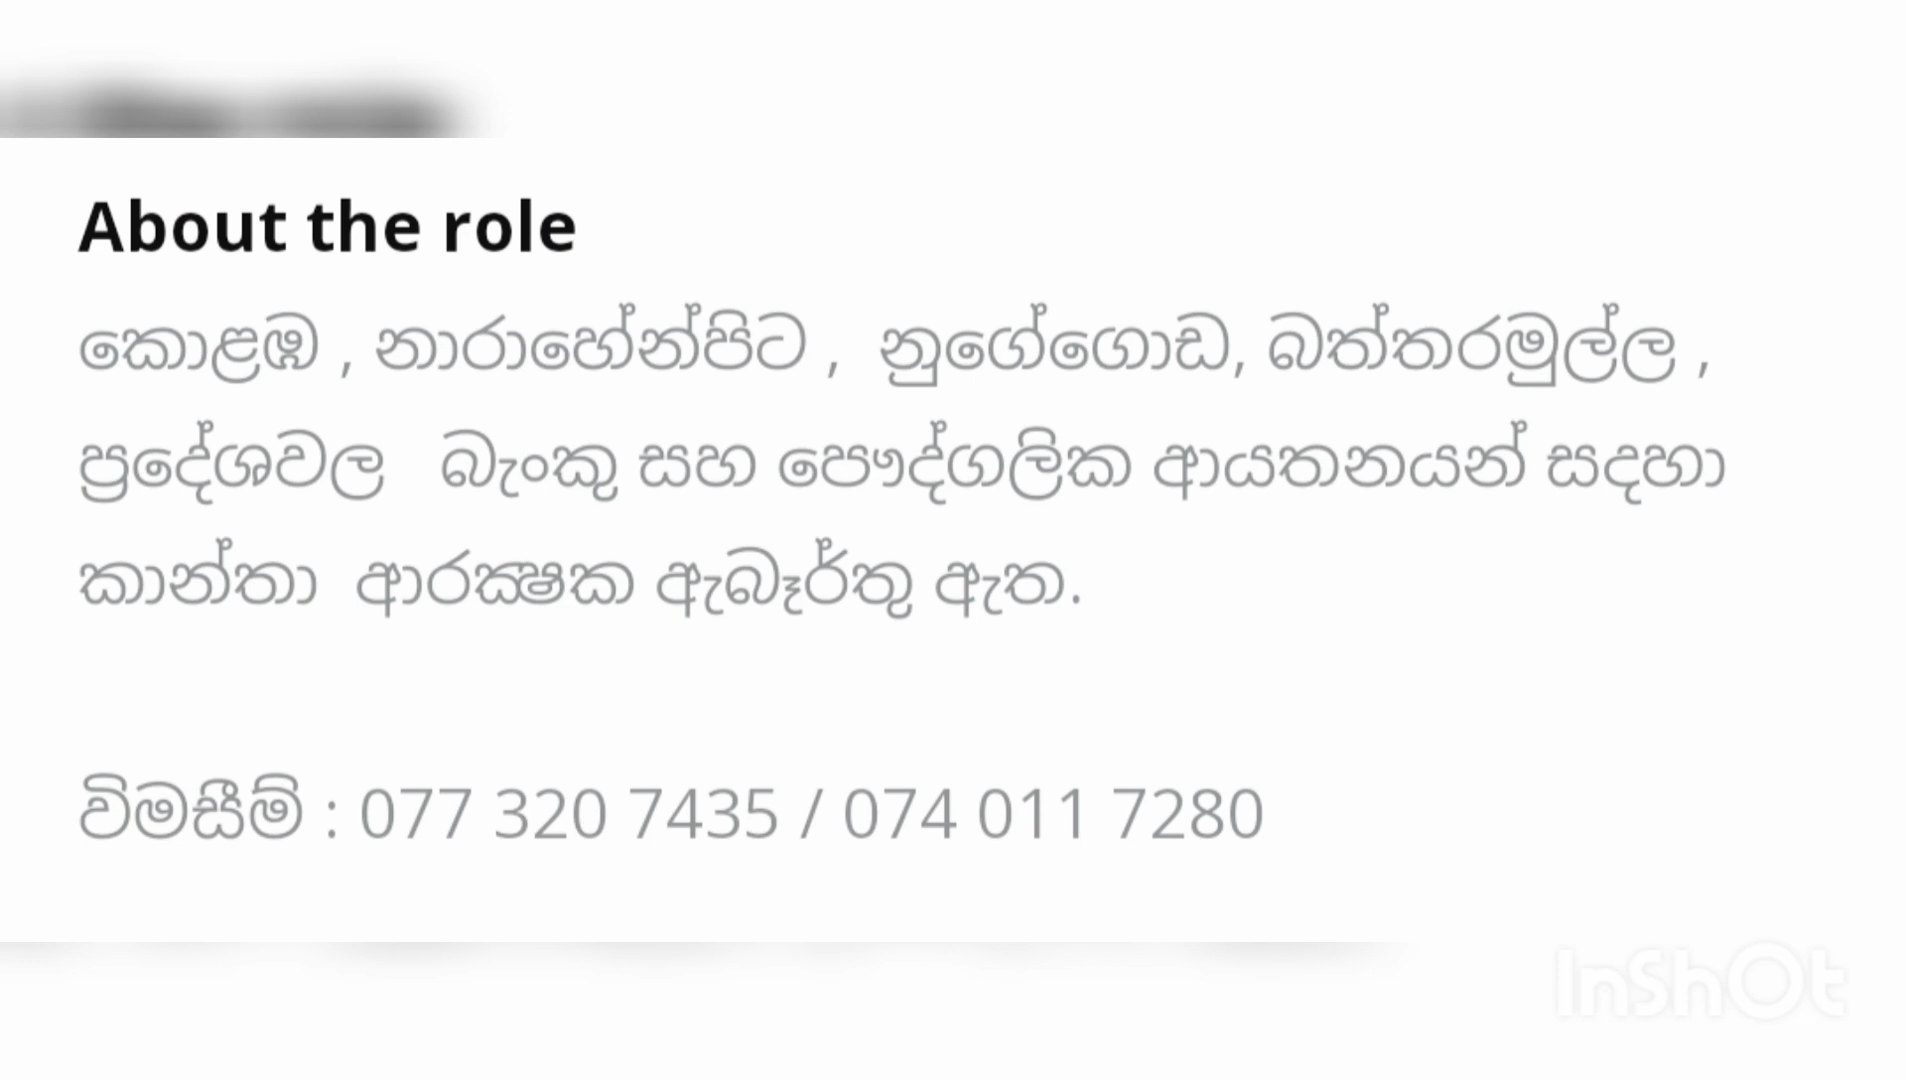 About the role
කොළඹ , නාරාහේන්පිට ,  නුගේගොඩ, බත්තරමුල්ල ,
ප්‍රදේශවල   බැංකු සහ පෞද්ගලික ආයතනයන් සදහා
කාන්තා  ආරක්ෂක ඇබෑර්තු ඇත.
විමසීම් : 077 320 7435 / 074 011 7280
InShOt